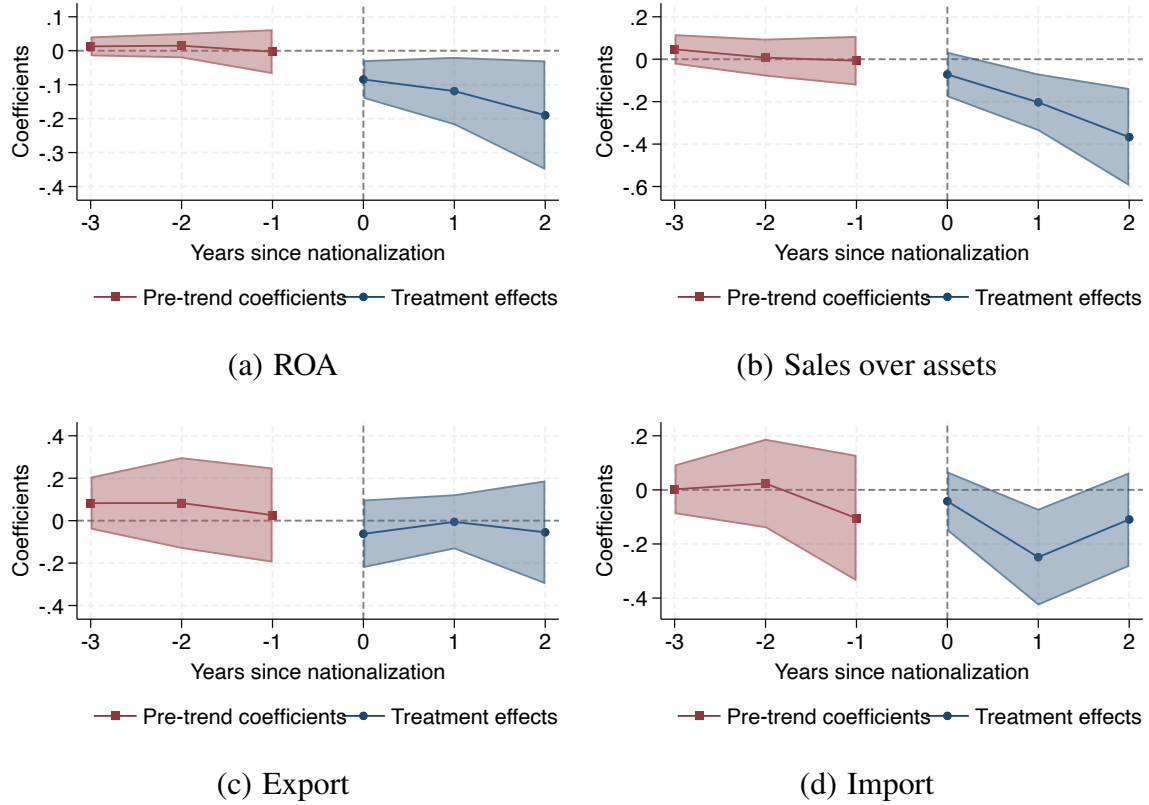 .1
0
-.1
-.2
-.3
-.4
Coefficients
-3 -2 -1 0 1 2
Years since nationalization
Pre-trend coefficients Treatment effects
(a) ROA
.2
0
-.2
-.4
-.6
Coefficients
-3 -2 -1 0 1 2
Years since nationalization
Pre-trend coefficients Treatment effects
(b) Sales over assets
.4
.2
0
-.2
-.4
Coefficients
-3 -2 -1 0 1 2
Years since nationalization
Pre-trend coefficients Treatment effects
(c) Export
.2
0
-.2
-.4
Coefficients
-3 -2 -1 0 1 2
Years since nationalization
Pre-trend coefficients Treatment effects
(d) Import